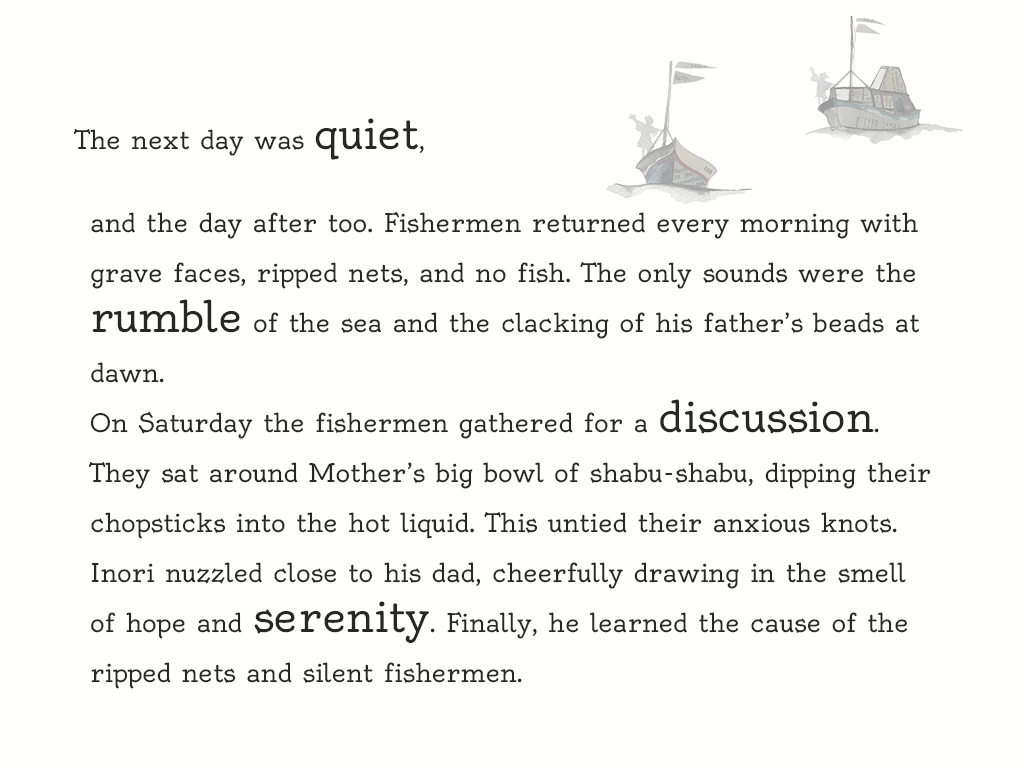 The next day was quiet,
and the day after too. Fishermen returned every morning with
grave faces, ripped nets, and no fish. The only sounds were the
rumble of the sea and the clacking of his father’s beads at
dawn.
On Saturday the fishermen gathered for a discussion.
They sat around Mother’s big bowl of shabu-shabu, dipping their
chopsticks into the hot liquid. This untied their anxious knots.
Inori nuzzled close to his dad, cheerfully drawing in the smell
of hope and serenity. Finally, he learned the cause of the
ripped nets and silent fishermen.